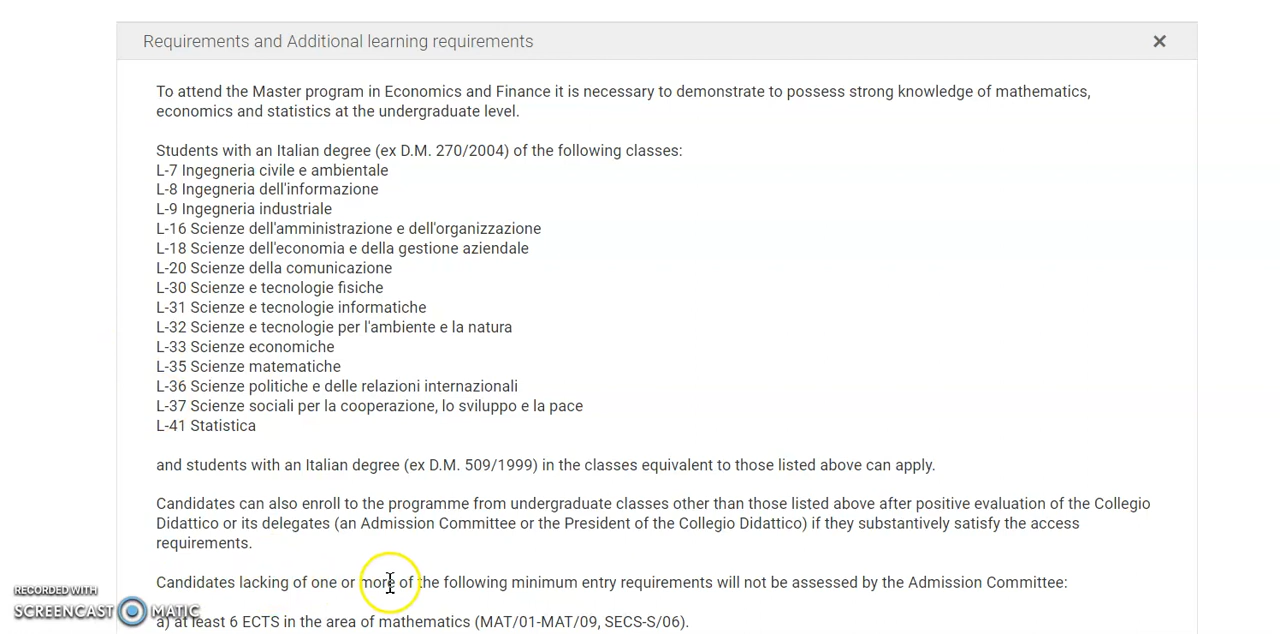 Requirements and Additional learning requirements
To attend the Master program in Economics and Finance it is necessary to demonstrate to possess strong knowledge of mathematics,
economics and statistics at the undergraduate level.
Students with an Italian degree (ex D.M. 270/2004) of the following classes:
L-7 Ingegneria civile e ambientale
L-8 Ingegneria dell'informazione
L-9 Ingegneria industriale
L-16 Scienze dell'amministrazione e dell'organizzazione
L-18 Scienze dell'economia e della gestione aziendale
L-20 Scienze della comunicazione
L-30 Scienze e tecnologie fisiche
L-31 Scienze e tecnologie informatiche
L-32 Scienze e tecnologie per l'ambiente e la natura
L-33 Scienze economiche
L-35 Scienze matematiche
L-36 Scienze politiche e delle relazioni internazionali
L-37 Scienze sociali per la cooperazione, lo sviluppo e la pace
L-41 Statistica
and students with an Italian degree (ex D.M. 509/1999) in the classes equivalent to those listed above can apply.
Candidates can also enroll to the programme from undergraduate classes other than those listed above after positive evaluation of the Collegio
Didattico or its delegates (an Admission Committee or the President of the Collegio Didattico) if they substantively satisfy the access
requirements.
Candidates lacking of one or more of the following minimum entry requirements will not be assessed by the Admission Committee:
a) at least 6 ECTS in the area of mathematics (MAT/01-MAT/09, SECS-S/06).
RECORDED WITH
SCREENCAST MATIC